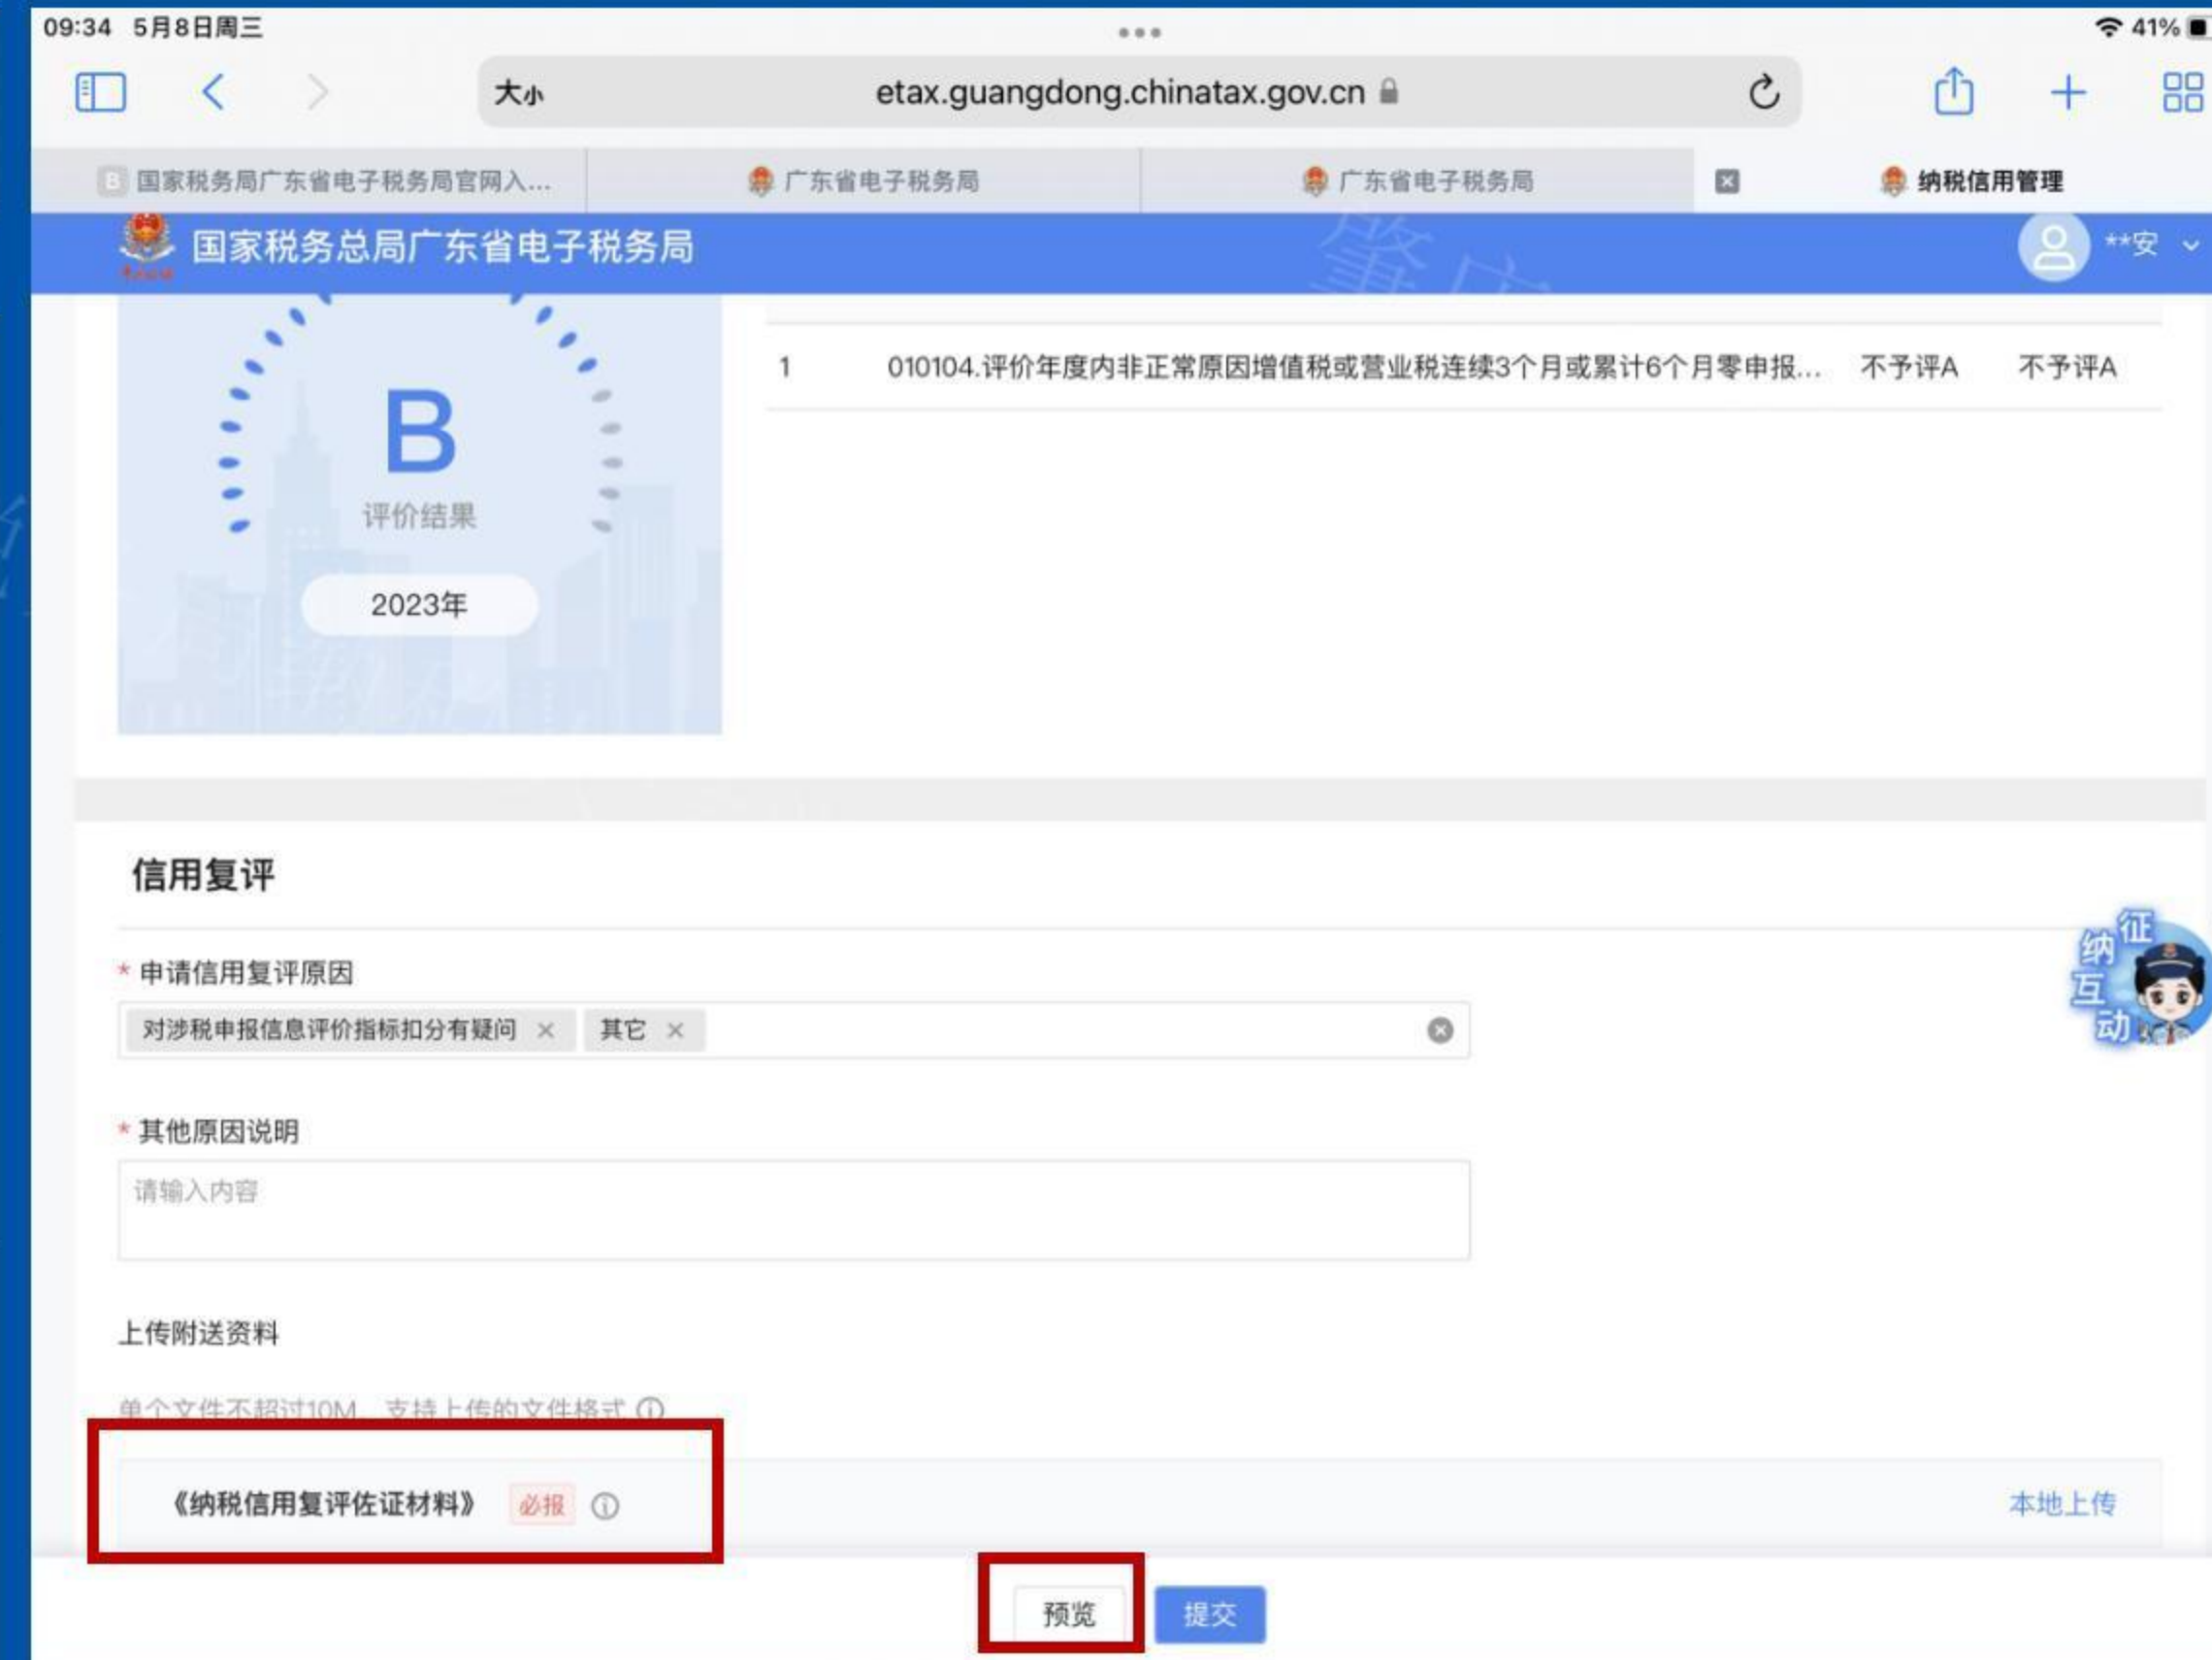 09:34 5月8日周三
41%
大小
etax.guangdong.chinatax.gov.cn
国家税务局广东省电子税务局官网入...
广东省电子税务局
广东省电子税务局
纳税信用管理
国家税务总局广东省电子税务局
**安
1 010104.评价年度内非正常原因增值税或营业税连续3个月或累计6个月零申报... 不予评A 不予评A
B
评价结果
2023年
信用复评
征纳互动
* 申请信用复评原因
对涉税申报信息评价指标扣分有疑问 × 其它 ×
* 其他原因说明
请输入内容
上传附送资料
单个文件不超过10M，支持上传的文件格式
《纳税信用复评佐证材料》 必报
本地上传
预览 提交